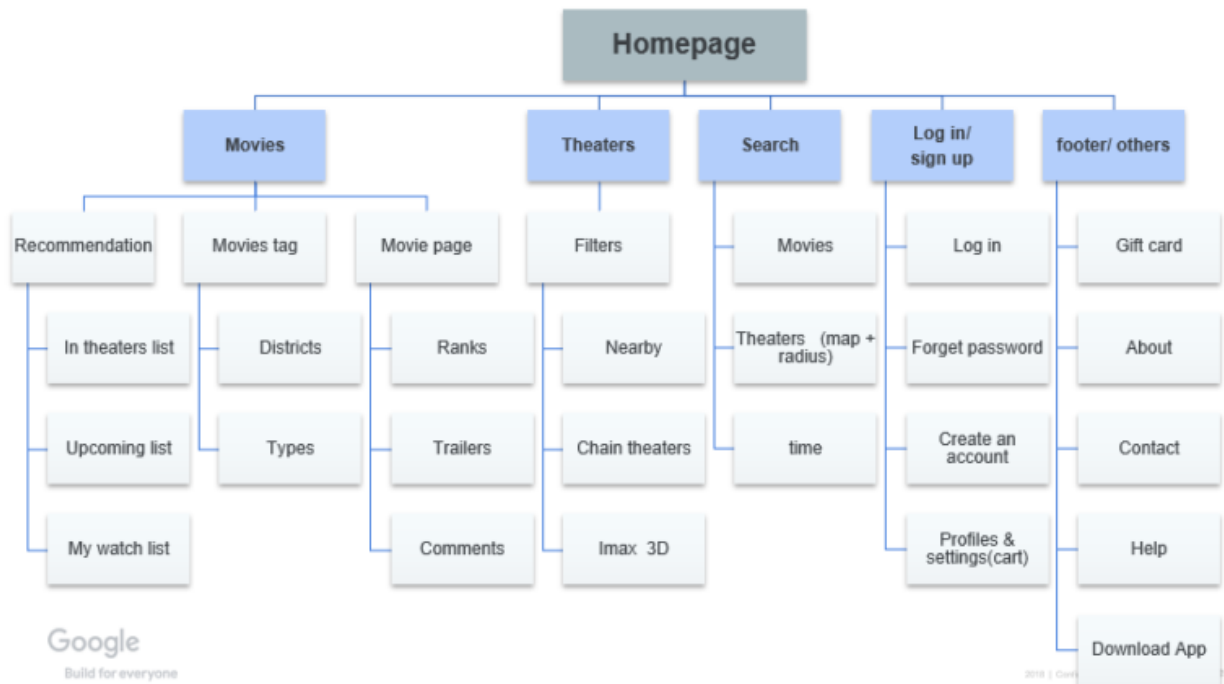 Homepage
Movies
Theaters
Search
Log in/
sign up
footer/ others
Recommendation
Movies tag
Movie page
Filters
Movies
Log in
Gift card
In theaters list
Districts
Ranks
Nearby
Theaters (map +
radius)
Forget password
About
Upcoming list
Types
Trailers
Chain theaters
time
Create an
account
Contact
My watch list
Comments
Imax 3D
Profiles &
settings(cart)
Help
Download App
Google
Build for everyone
2018 |